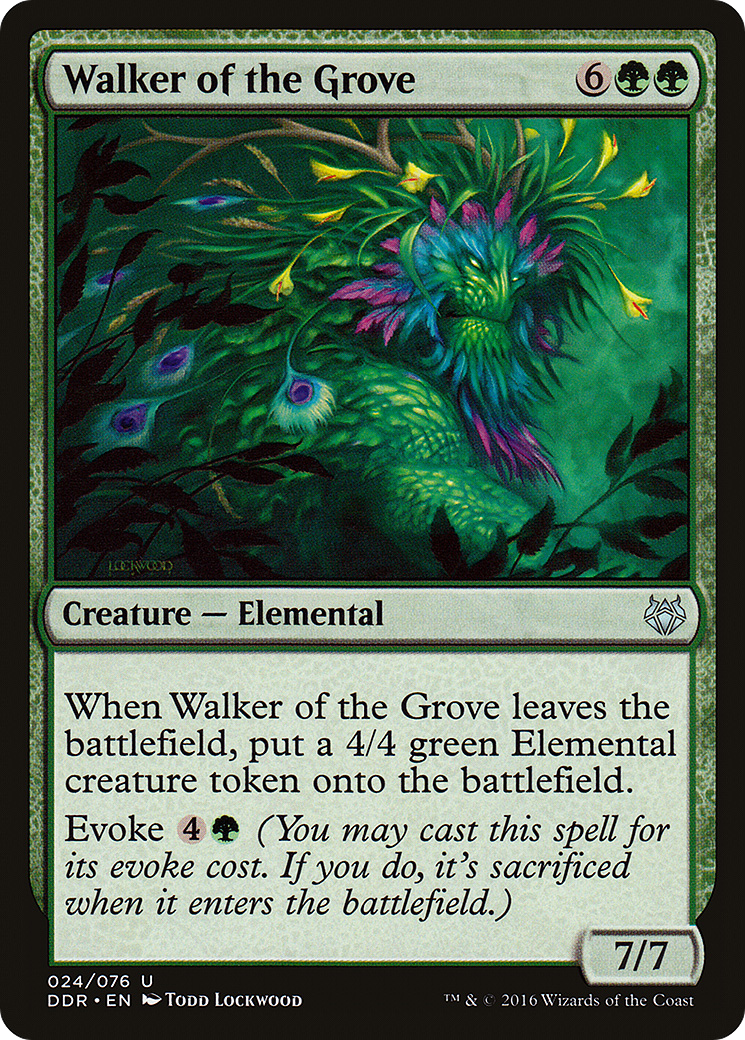 Walker of the Grove 6
LOCKWOOD
Creature — Elemental
When Walker of the Grove leaves the
battlefield, put a 4/4 green Elemental
creature token onto the battlefield.
Evoke 4 (You may cast this spell for
its evoke cost. If you do, it's sacrificed
when it enters the battlefield.)
7/7
024/076 U
DDR • EN Todd Lockwood
™ & © 2016 Wizards of the Coast